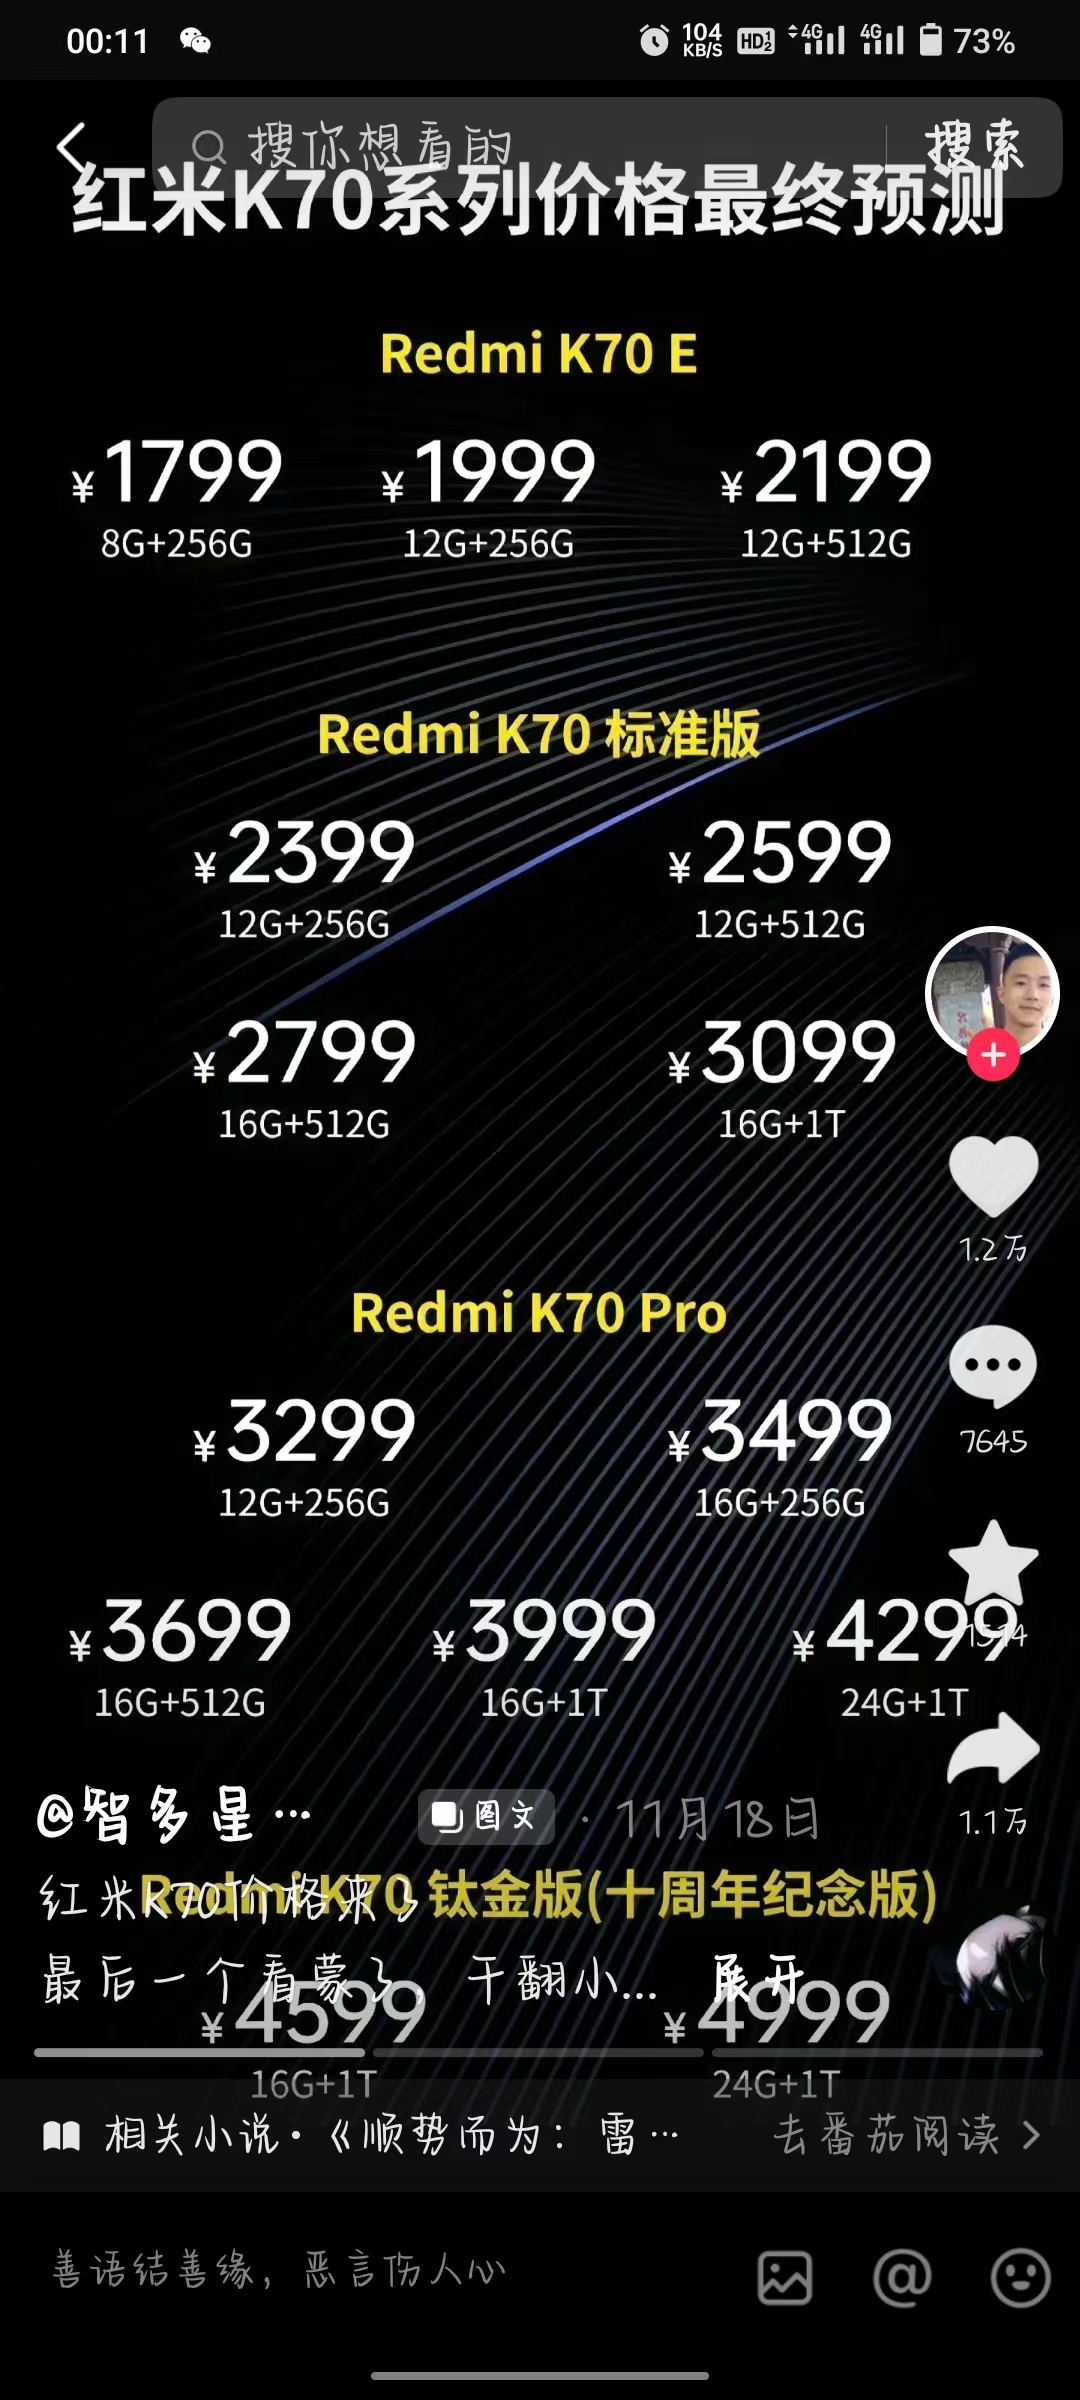 00:11
104 KB/S HD 1 2 4G 4G 73%
搜你想看的 搜索
红米K70系列价格最终预测
Redmi K70 E
¥1799 ¥1999 ¥2199
8G+256G 12G+256G 12G+512G
Redmi K70 标准版
¥2399 ¥2599
12G+256G 12G+512G
¥2799 ¥3099
16G+512G 16G+1T
1.2万
Redmi K70 Pro
¥3299 ¥3499
7645
12G+256G 16G+256G
¥3699 ¥3999 ¥4299
1514
16G+512G 16G+1T 24G+1T
@智多星… 图文 · 11月18日
1.1万
Redmi K70 钛金版(十周年纪念版)
红米K70价格来了
最后一个看蒙了，干翻小... 展开
¥4599 ¥4999
16G+1T 24G+1T
相关小说·《顺势而为：雷… 去番茄阅读 >
善语结善缘，恶言伤人心